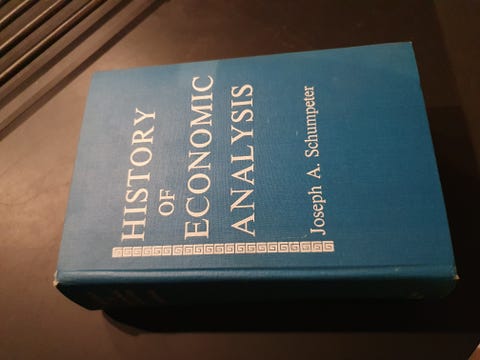 HISTORY
OF
ECONOMIC
ANALYSIS
Joseph A. Schumpeter